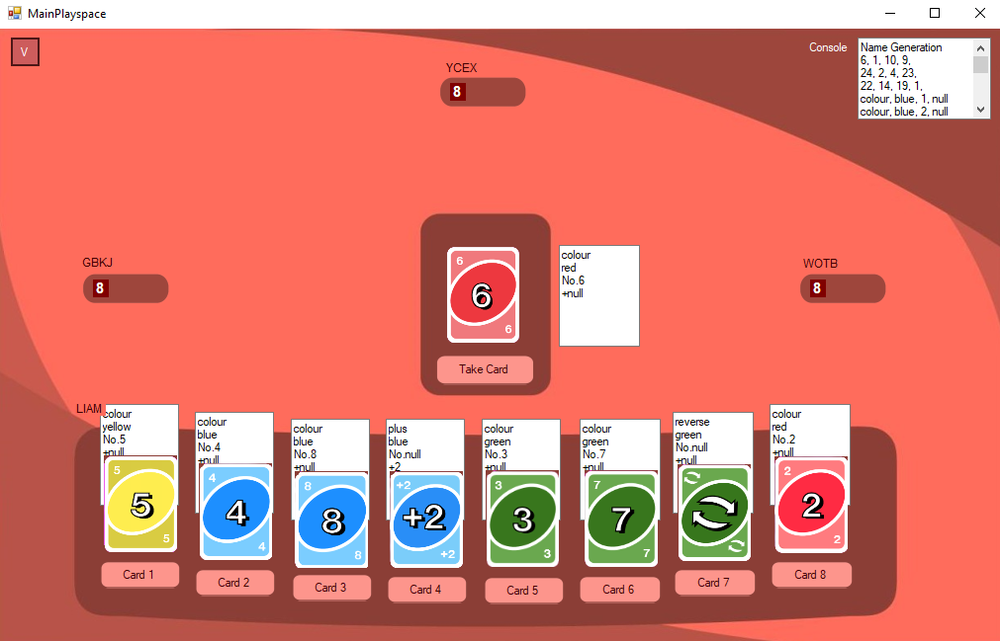 MainPlayspace
V
Console
Name Generation
6, 1, 10, 9,
24, 2, 4, 23,
22, 14, 19, 1,
colour, blue, 1, null
colour, blue, 2, null
YCEX
8
GBKJ
8
WOTB
8
6
6
6
colour
red
No.6
+null
Take Card
LIAM
colour
yellow
No.5
+null
5
5
5
Card 1
colour
blue
No.4
+null
4
4
4
Card 2
colour
blue
No.8
+null
8
8
8
Card 3
plus
blue
No.null
+2
+2
+2
+2
Card 4
colour
green
No.3
+null
3
3
3
Card 5
colour
green
No.7
+null
7
7
7
Card 6
reverse
green
No.null
+null
Card 7
colour
red
No.2
+null
2
2
2
Card 8